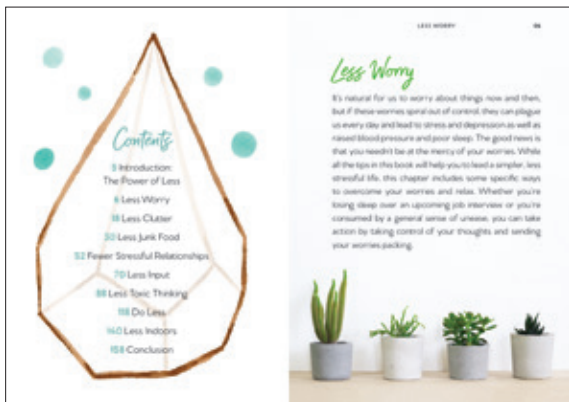 Contents
5 Introduction:
The Power of Less
6 Less Worry
18 Less Clutter
30 Less Junk Food
52 Fewer Stressful Relationships
70 Less Input
88 Less Toxic Thinking
118 Do Less
140 Less Indoors
158 Conclusion
LESS WORRY
Less Worry
It's natural for us to worry about things now and then,
but if these worries spiral out of control, they can plague
us every day and lead to stress and depression as well as
raised blood pressure and poor sleep. The good news is
that you needn't be at the mercy of your worries. While
all the tips in this book will help you to lead a simpler, less
stressful life, this chapter includes some specific ways
to overcome your worries and relax. Whether you're
losing sleep over an upcoming job interview or you're
consumed by a general sense of unease, you can take
action by taking control of your thoughts and sending
your worries packing.